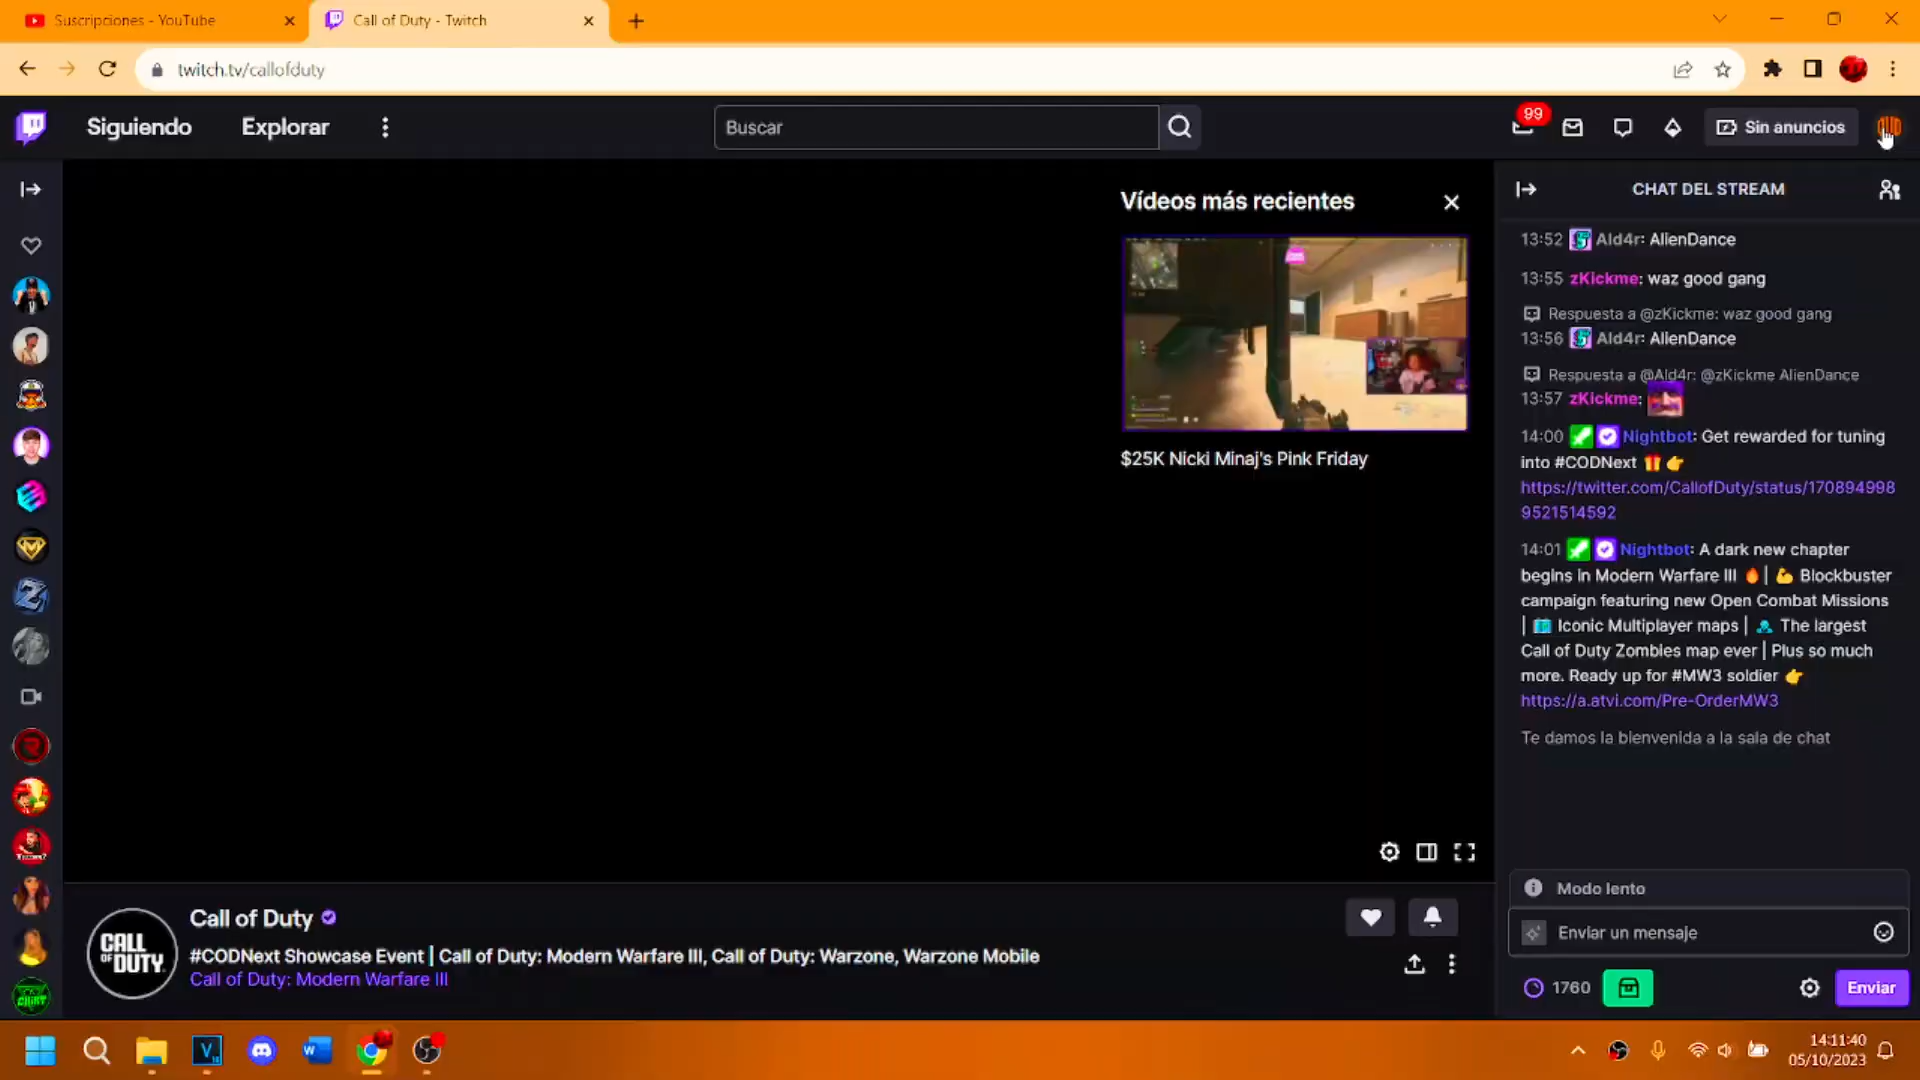 Suscripciones - YouTube
Call of Duty - Twitch
twitch.tv/callofduty
Siguiendo
Explorar
Buscar
99
Sin anuncios
Vídeos más recientes
$25K Nicki Minaj's Pink Friday
CHAT DEL STREAM
13:52 Ald4r: AlienDance
13:55 zKickme: waz good gang
Respuesta a @zKickme: waz good gang
13:56 Ald4r: AlienDance
Respuesta a @Ald4r: @zKickme AlienDance
13:57 zKickme:
14:00 Nightbot: Get rewarded for tuning
into #CODNext 🎁 👉
https://twitter.com/CallofDuty/status/170894998
9521514592
14:01 Nightbot: A dark new chapter
begins in Modern Warfare III 🔥 | 💪 Blockbuster
campaign featuring new Open Combat Missions
| 🗺️ Iconic Multiplayer maps | The largest
Call of Duty Zombies map ever | Plus so much
more. Ready up for #MW3 soldier 👉
https://a.atvi.com/Pre-OrderMW3
Te damos la bienvenida a la sala de chat
Modo lento
Enviar un mensaje
1760
Enviar
CALL
OF DUTY
Call of Duty
#CODNext Showcase Event | Call of Duty: Modern Warfare III, Call of Duty: Warzone, Warzone Mobile
Call of Duty: Modern Warfare III
14:11:40
05/10/2023